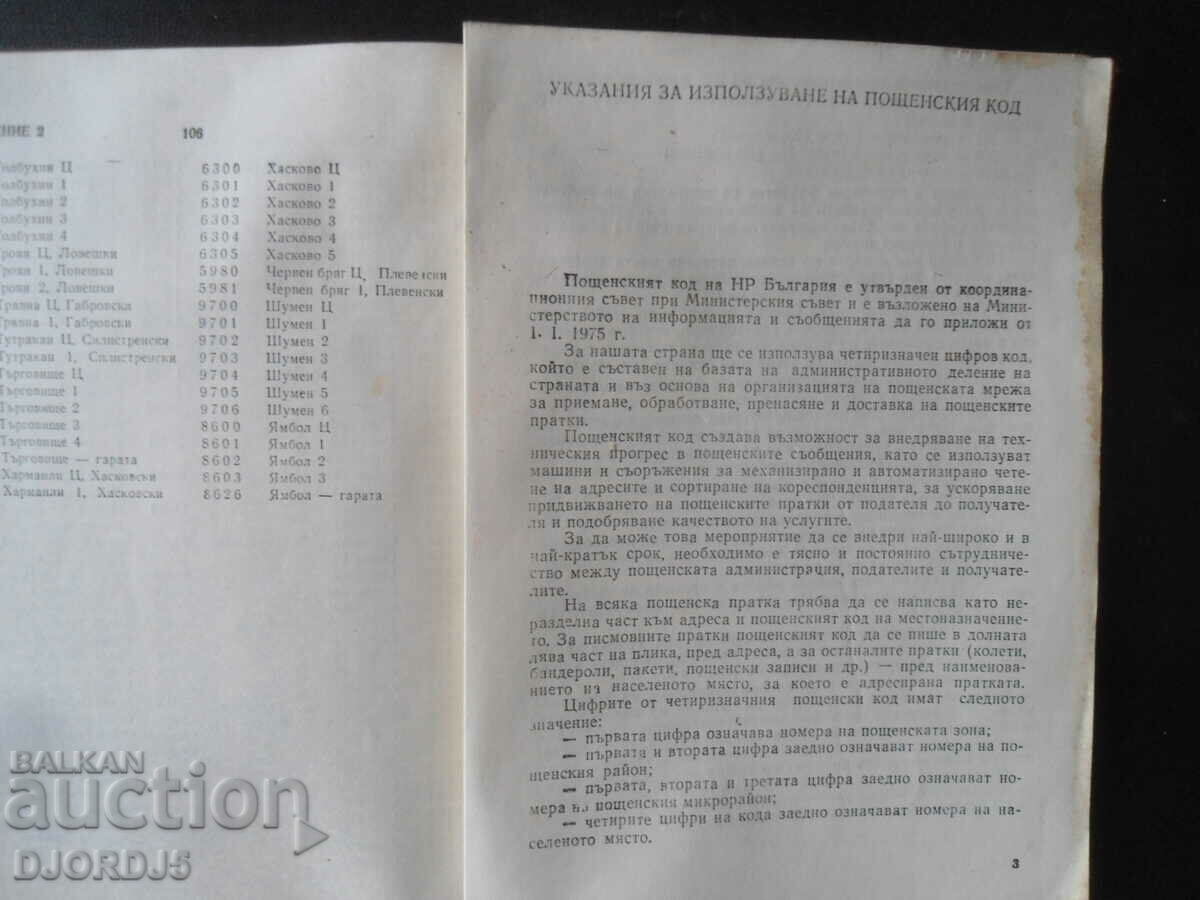 ЕНИЕ 2 106
олбухин Ц 6300 Хасково Ц
олбухин 1 6301 Хасково 1
олбухин 2 6302 Хасково 2
олбухин 3 6303 Хасково 3
олбухин 4 6304 Хасково 4
роян Ц, Ловешки 6305 Хасково 5
роян 1, Ловешки 5980 Червен бряг Ц, Плевенски
роян 2, Ловешки 5981 Червен бряг 1, Плевенски
Трявна Ц, Габровски 9700 Шумен Ц
Трявна 1, Габровски 9701 Шумен 1
Тутракан Ц, Силистренски 9702 Шумен 2
Тутракан 1, Силистренски 9703 Шумен 3
Търговище Ц 9704 Шумен 4
Търговище 1 9705 Шумен 5
Търговище 2 9706 Шумен 6
Търговище 3 8600 Ямбол Ц
Търговище 4 8601 Ямбол 1
Търговоще — гарата 8602 Ямбол 2
Харманли Ц, Хасковски 8603 Ямбол 3
Харманли 1, Хасковски 8626 Ямбол — гарата
УКАЗАНИЯ ЗА ИЗПОЛЗУВАНЕ НА ПОЩЕНСКИЯ КОД
Пощенският код на НР България е утвърден от координа-
ционния съвет при Министерския съвет и е възложено на Мини-
стерството на информацията и съобщенията да го приложи от
1. I. 1975 г.
За нашата страна ще се използува четиризначен цифров код,
който е съставен на базата на административното деление на
страната и въз основа на организацията на пощенската мрежа
за приемане, обработване, пренасяне и доставка на пощенските
пратки.
Пощенският код създава възможност за внедряване на тех-
ническия прогрес в пощенските съобщения, като се използуват
машини и съоръжения за механизирано и автоматизирано чете-
не на адресите и сортиране на кореспонденцията, за ускоряване
придвижването на пощенските пратки от подателя до получате-
ля и подобряване качеството на услугите.
За да може това мероприятие да се внедри най-широко и в
най-кратък срок, необходимо е тясно и постоянно сътрудниче-
ство между пощенската администрация, подателите и получате-
лите.
На всяка пощенска пратка трябва да се написва като не-
разделна част към адреса и пощенският код на местоназначение-
то. За писмовните пратки пощенският код да се пише в долната
лява част на плика, пред адреса, а за останалите пратки (колети,
бандероли, пакети, пощенски записи и др.) — пред наименова-
нието на населеното място, за което е адресирана пратката.
Цифрите от четиризначния пощенски код имат следното
значение:
— първата цифра означава номера на пощенската зона;
— първата и втората цифра заедно означават номера на по-
щенския район;
— първата, втората и третата цифра заедно означават но-
мера на пощенския микрорайон;
— четирите цифри на кода заедно означават номера на на-
селеното място.
3
BALKAN
auction
DJORDJ5